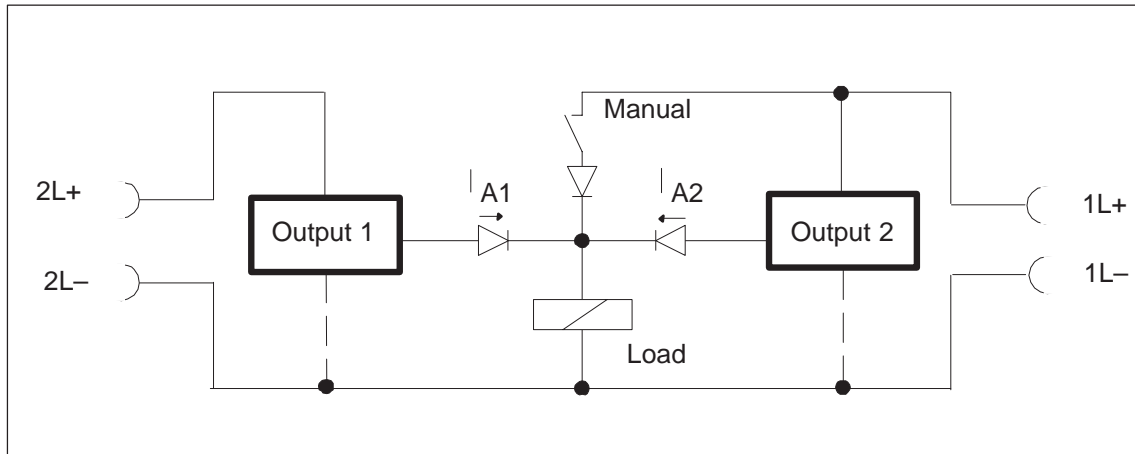 Manual
2L+
I A1
I A2
1L+
Output 1
Output 2
2L–
1L–
Load